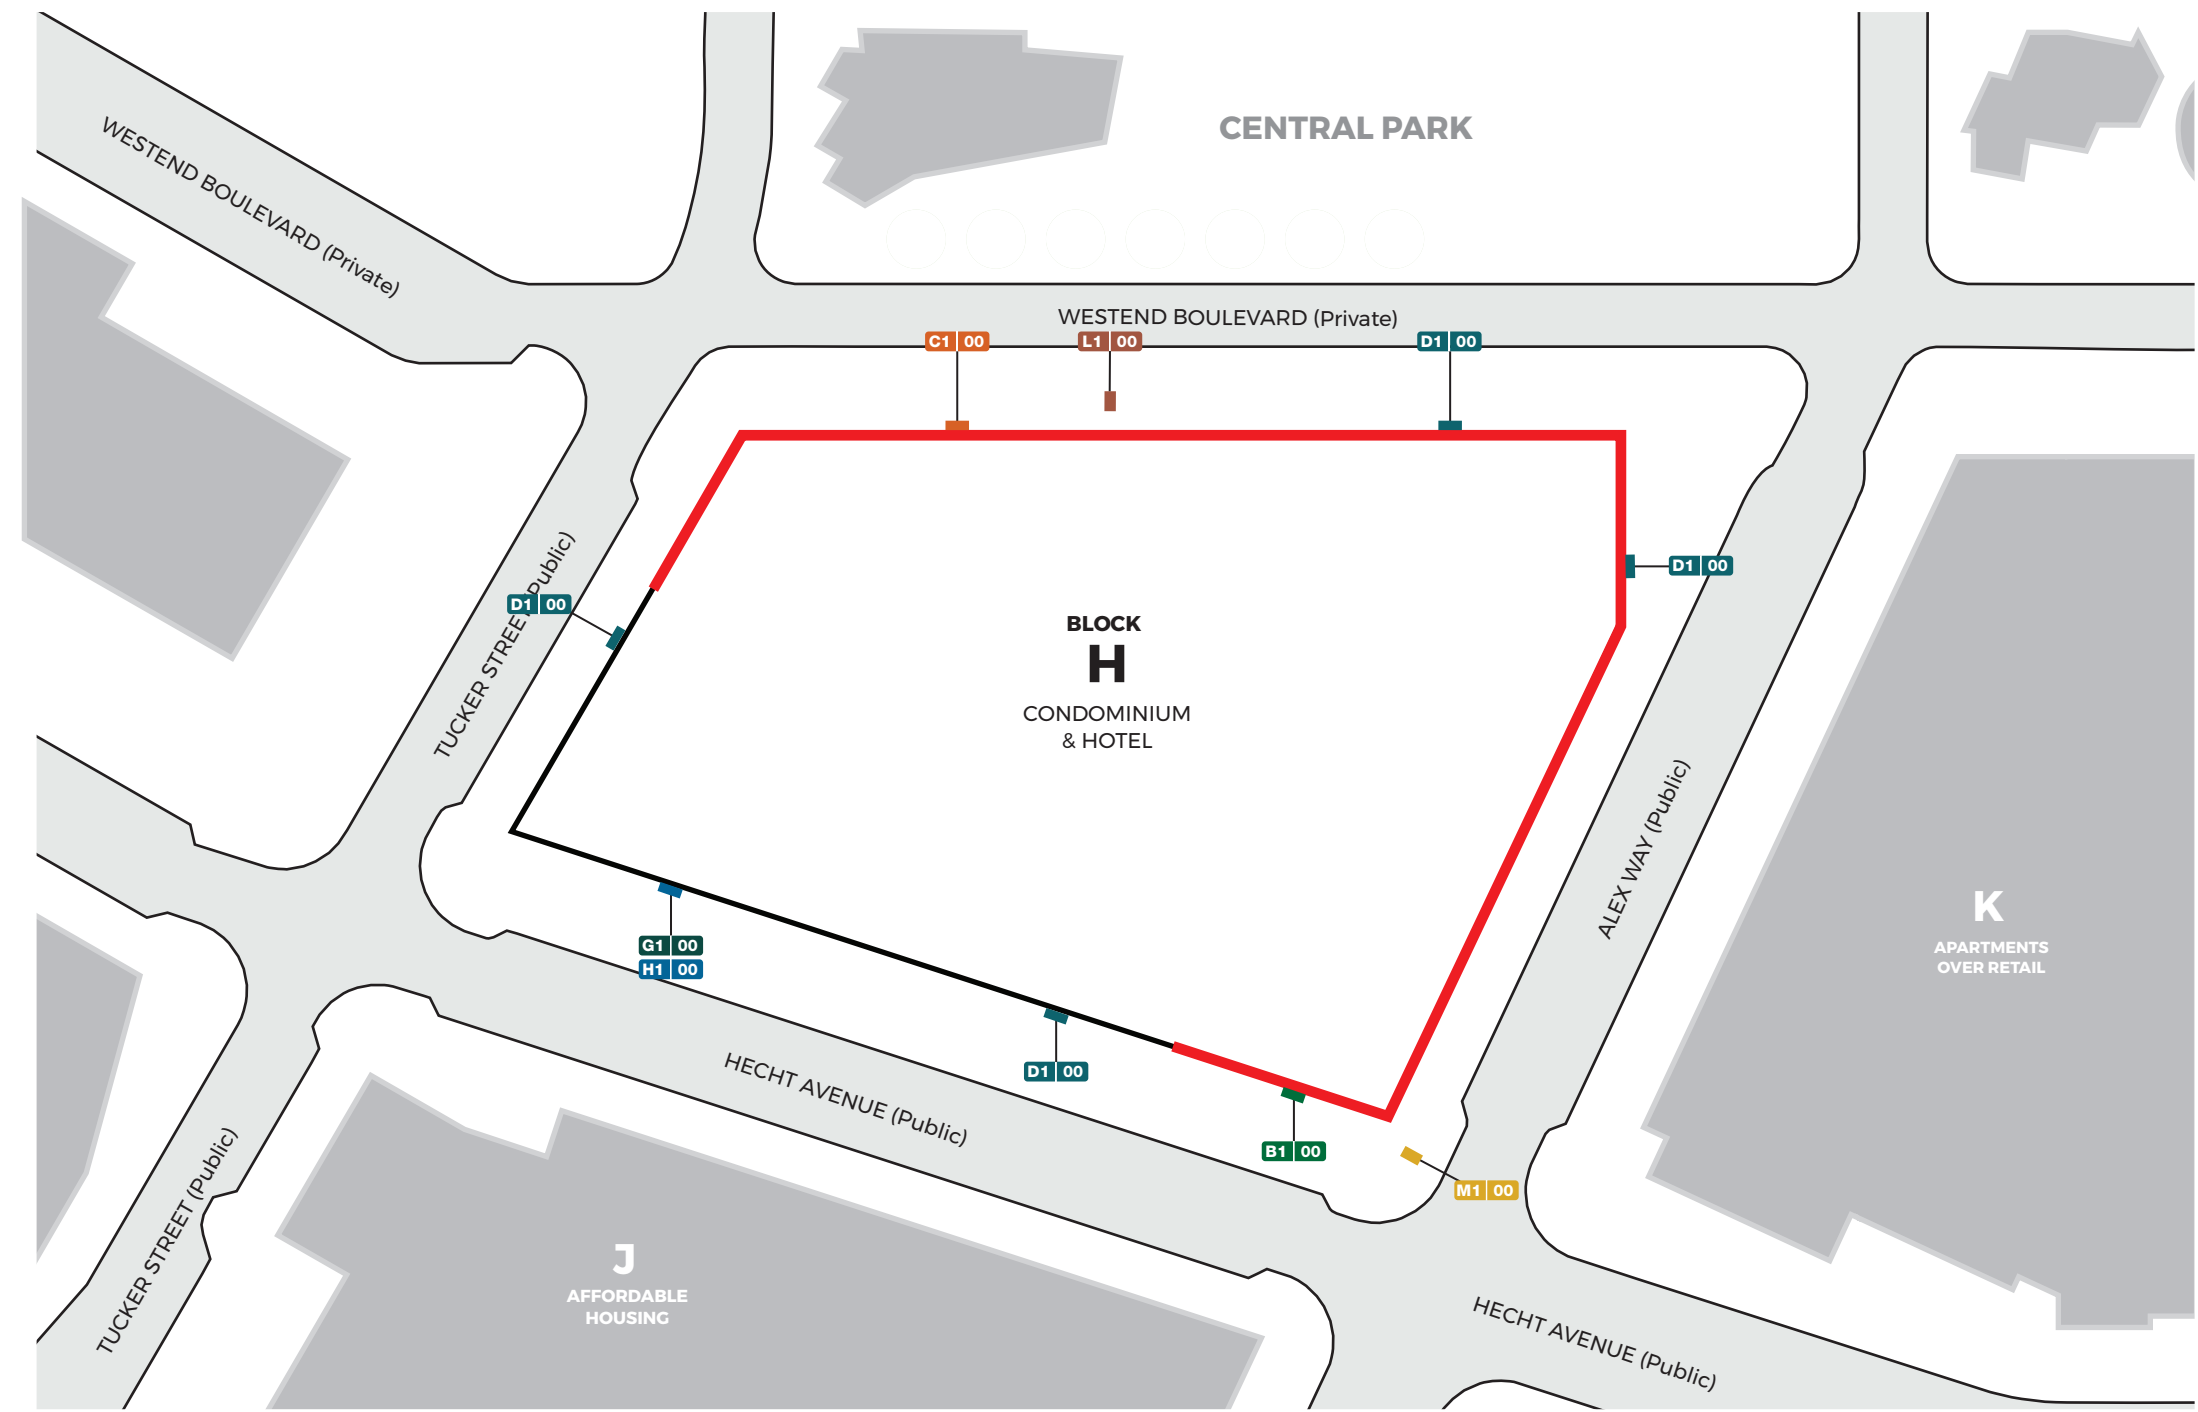 CENTRAL PARK
WESTEND BOULEVARD (Private)
WESTEND BOULEVARD (Private)
C1 00
L1 00
D1 00
TUCKER STREET (Public)
D1 00
D1 00
BLOCK
H
CONDOMINIUM
& HOTEL
ALEX WAY (Public)
K
APARTMENTS
OVER RETAIL
G1 00
H1 00
D1 00
HECHT AVENUE (Public)
B1 00
M1 00
TUCKER STREET (Public)
J
AFFORDABLE
HOUSING
HECHT AVENUE (Public)